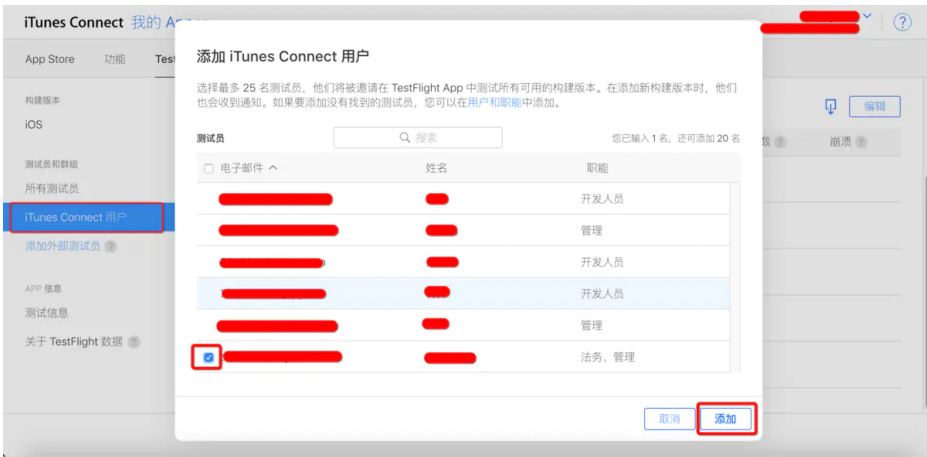 iTunes Connect 我的 App
App Store 功能 Test
构建版本
iOS
测试员和群组
所有测试员
iTunes Connect 用户
添加外部测试员 ?
APP 信息
测试信息
关于 TestFlight 数据 ?
添加 iTunes Connect 用户
选择最多 25 名测试员，他们将被邀请在 TestFlight App 中测试所有可用的构建版本。在添加新构建版本时，他们
也会收到通知。如果要添加没有找到的测试员，您可以在用户和职能中添加。
测试员 搜索 您已输入 1 名，还可添加 20 名
电子邮件 姓名 职能
开发人员
管理
开发人员
开发人员
管理
法务、管理
取消 添加
?
编辑
数 ? 崩溃 ?